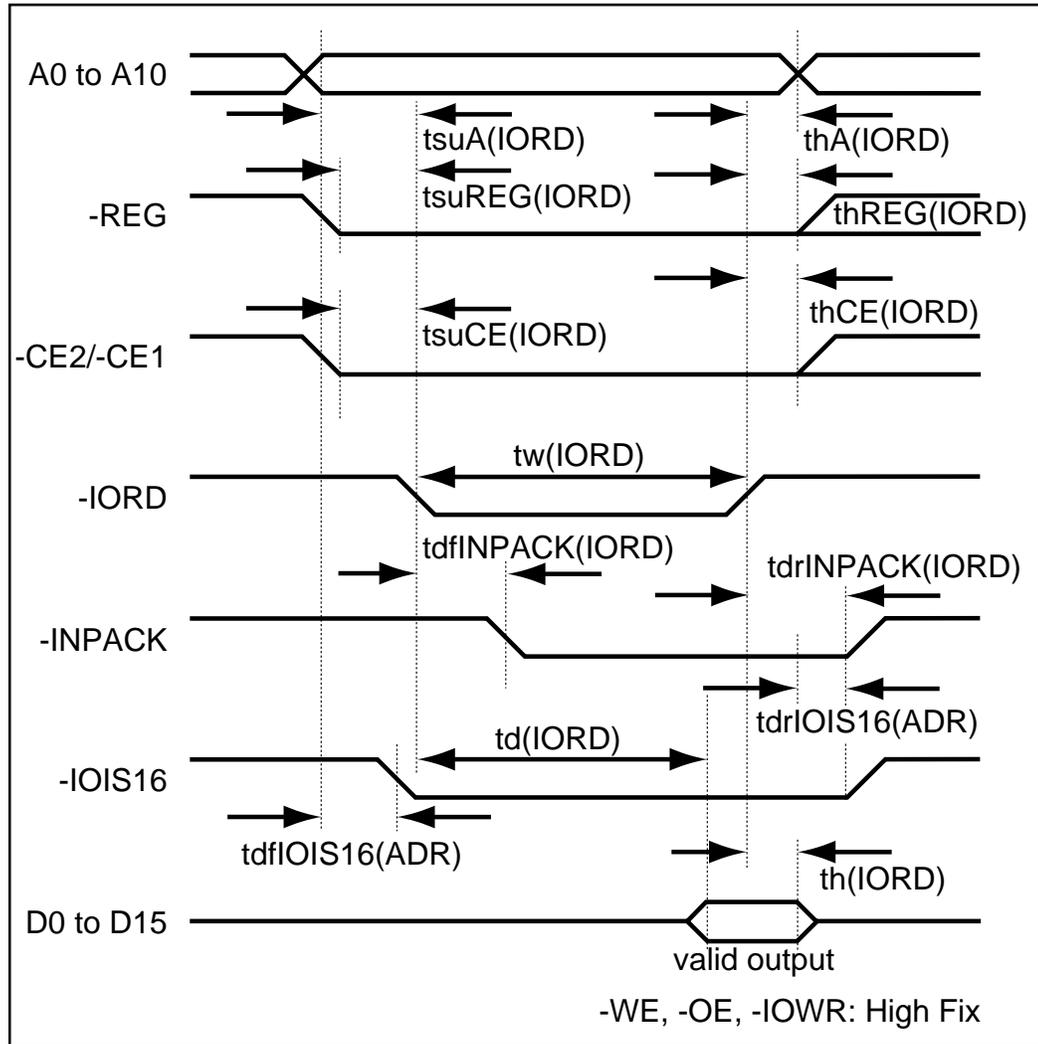 A0 to A10
tsuA(IORD)
thA(IORD)
tsuREG(IORD)
-REG
thREG(IORD)
tsuCE(IORD)
thCE(IORD)
-CE2/-CE1
tw(IORD)
-IORD
tdfINPACK(IORD)
tdrINPACK(IORD)
-INPACK
tdrIOIS16(ADR)
td(IORD)
-IOIS16
tdfIOIS16(ADR)
th(IORD)
D0 to D15
valid output
-WE, -OE, -IOWR: High Fix